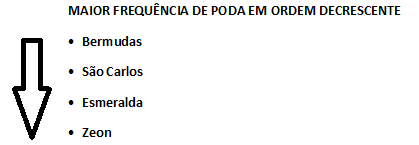 MAIOR FREQUÊNCIA DE PODA EM ORDEM DECRESCENTE
• Bermudas
• São Carlos
• Esmeralda
• Zeon